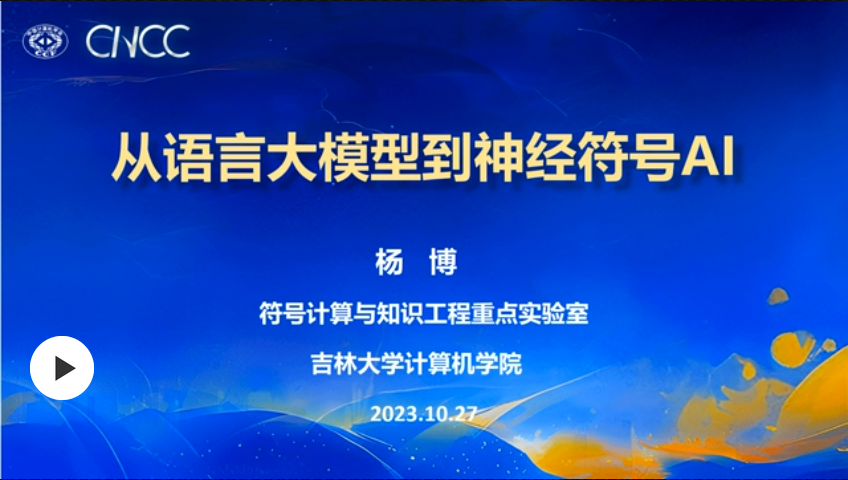 CNCC
从语言大模型到神经符号AI
杨 博
符号计算与知识工程重点实验室
吉林大学计算机学院
2023.10.27